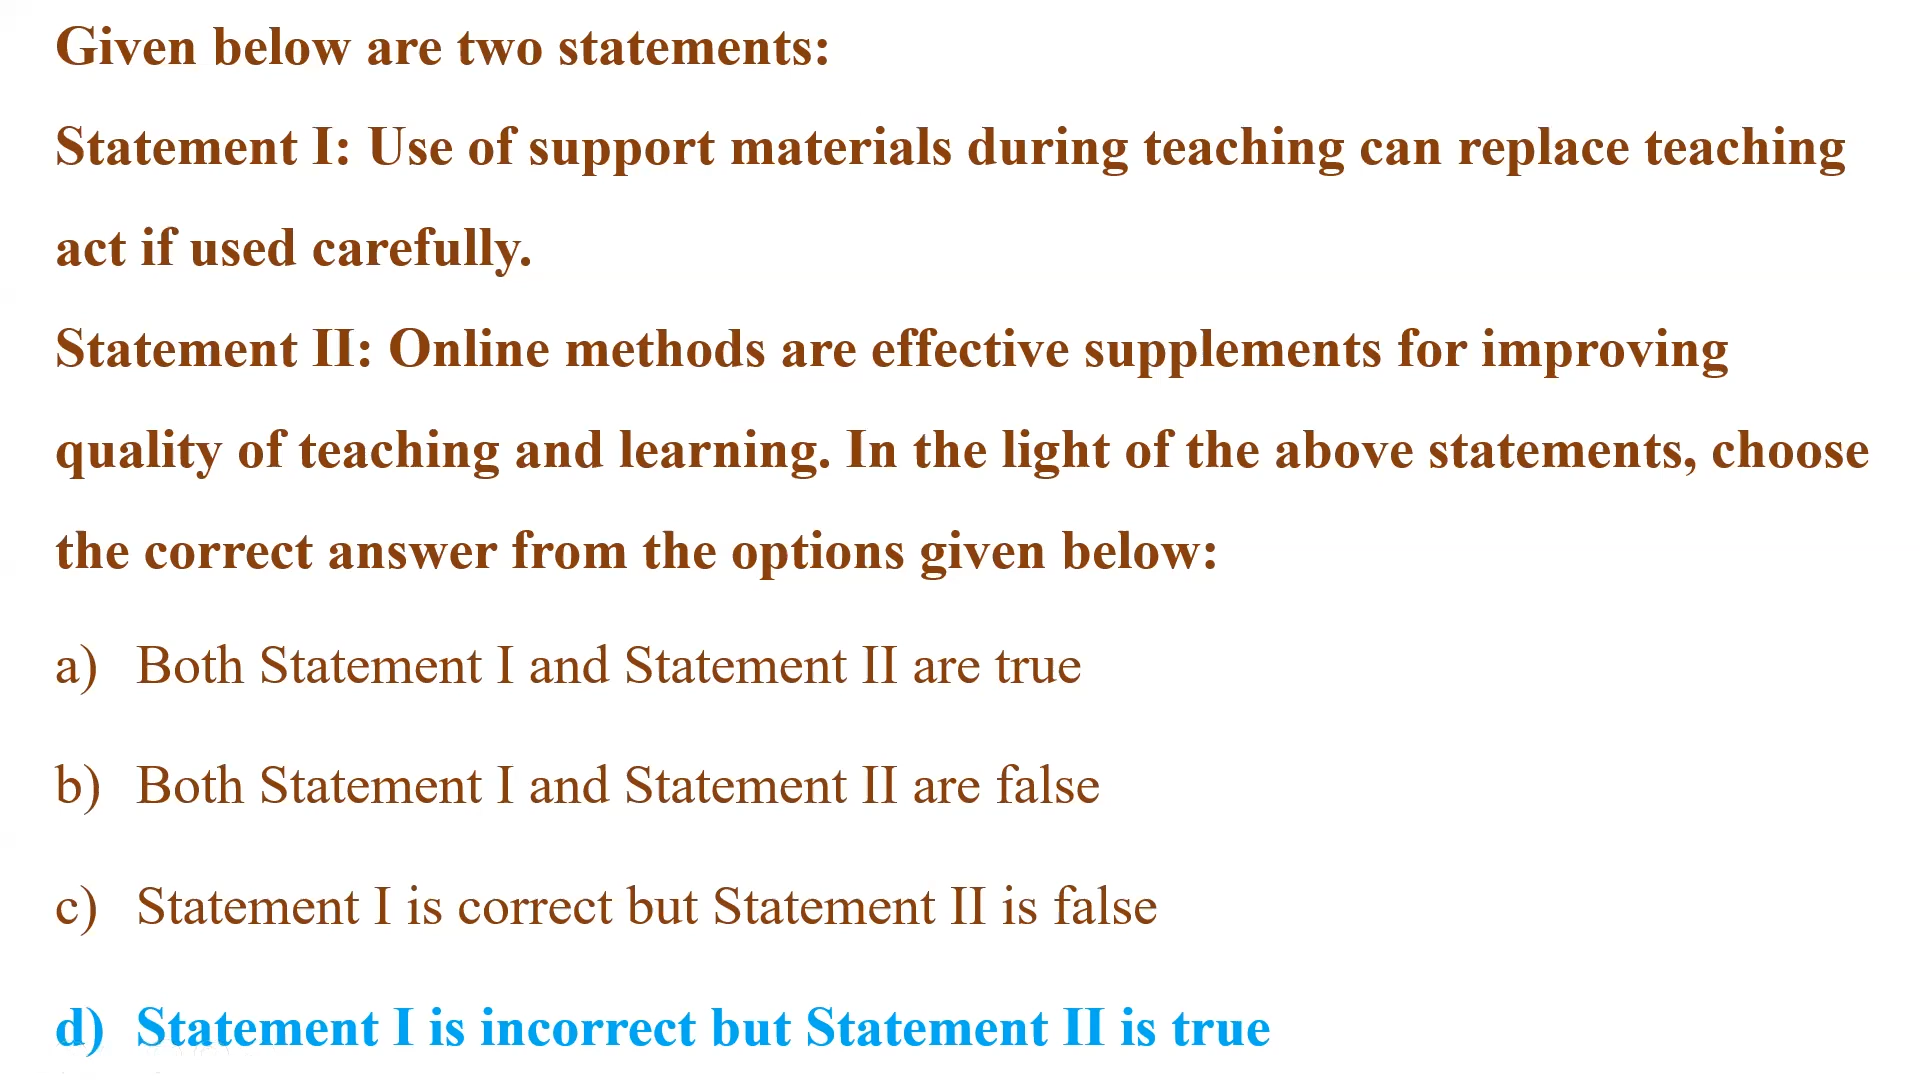 Given below are two statements:
Statement I: Use of support materials during teaching can replace teaching
act if used carefully.
Statement II: Online methods are effective supplements for improving
quality of teaching and learning. In the light of the above statements, choose
the correct answer from the options given below:
a) Both Statement I and Statement II are true
b) Both Statement I and Statement II are false
c) Statement I is correct but Statement II is false
d) Statement I is incorrect but Statement II is true